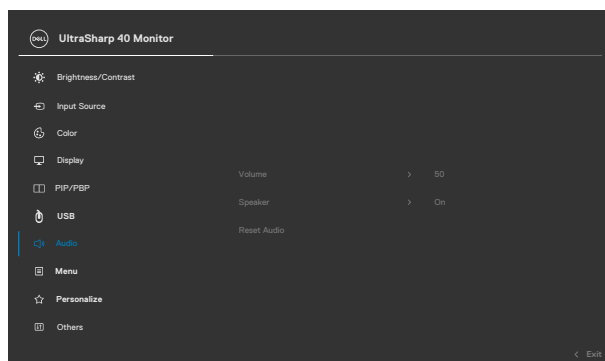 DELL UltraSharp 40 Monitor
Brightness/Contrast
Input Source
Color
Display
Volume > 50
PIP/PBP
Speaker > On
USB
Reset Audio
Audio
Menu
Personalize
Others
< Exit